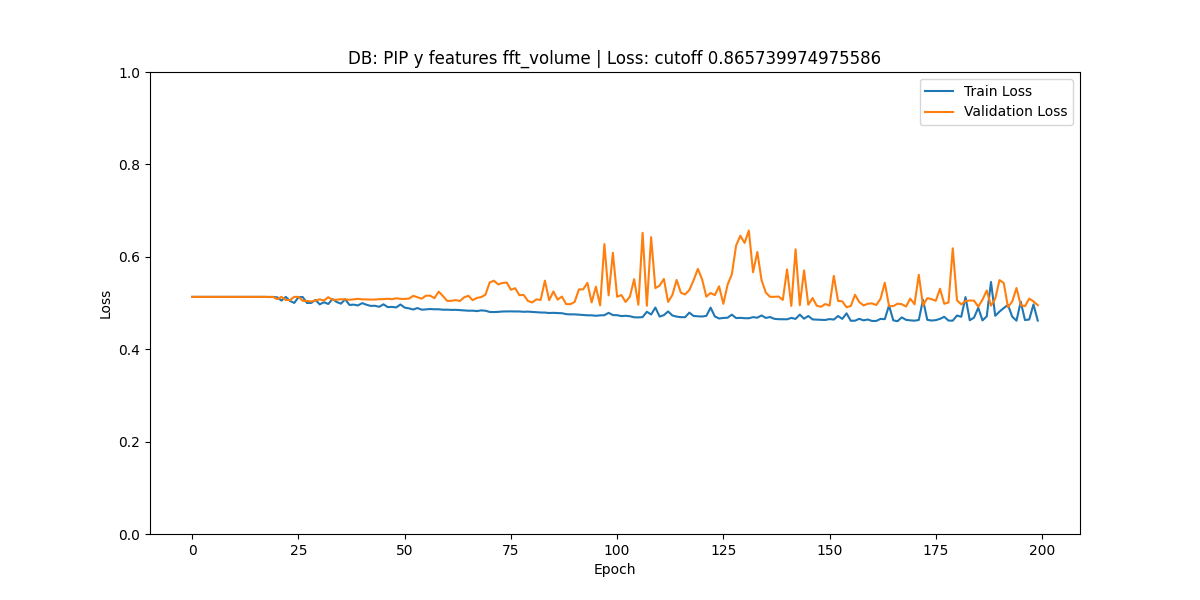 DB: PIP y features fft_volume | Loss: cutoff 0.865739974975586
1.0
0.8
0.6
0.4
0.2
0.0
Loss
Train Loss
Validation Loss
0 25 50 75 100 125 150 175 200
Epoch